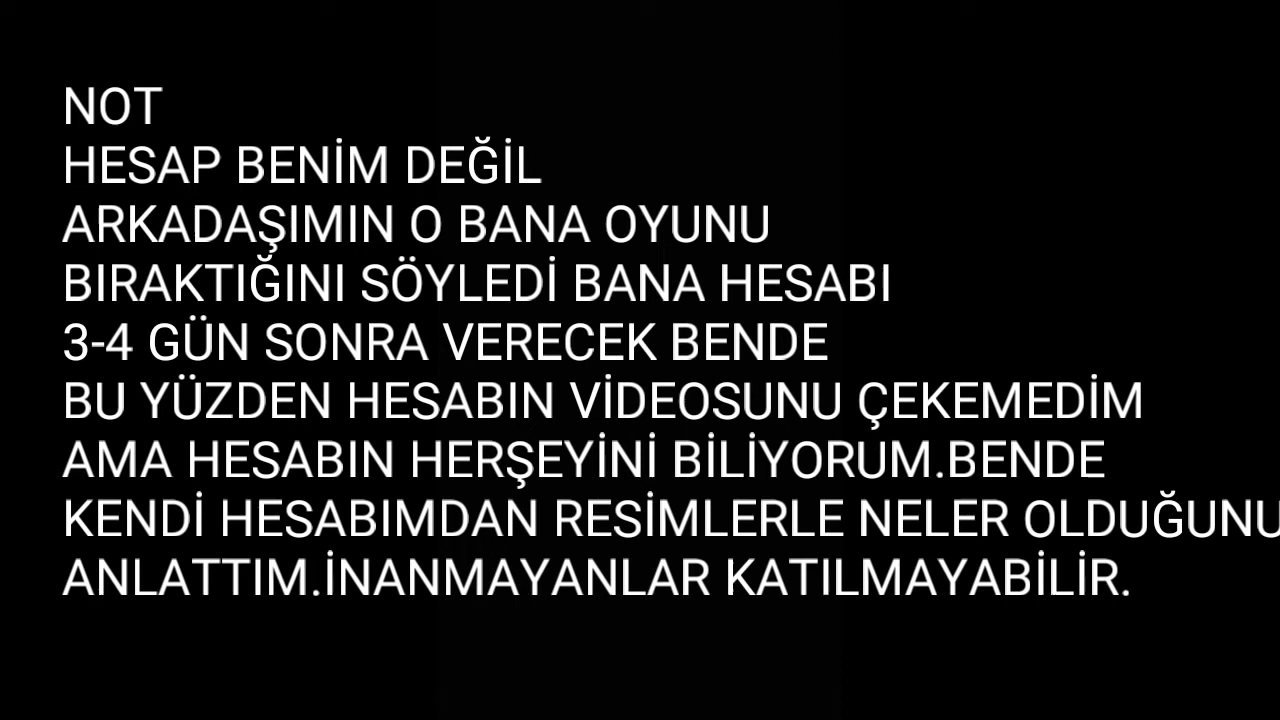 NOT
HESAP BENİM DEĞİL
ARKADAŞIMIN O BANA OYUNU
BIRAKTIĞINI SÖYLEDİ BANA HESABI
3-4 GÜN SONRA VERECEK BENDE
BU YÜZDEN HESABIN VİDEOSUNU ÇEKEMEDİM
AMA HESABIN HERŞEYİNİ BİLİYORUM.BENDE
KENDİ HESABIMDAN RESİMLERLE NELER OLDUĞUNU
ANLATTIM.İNANMAYANLAR KATILMAYABİLİR.